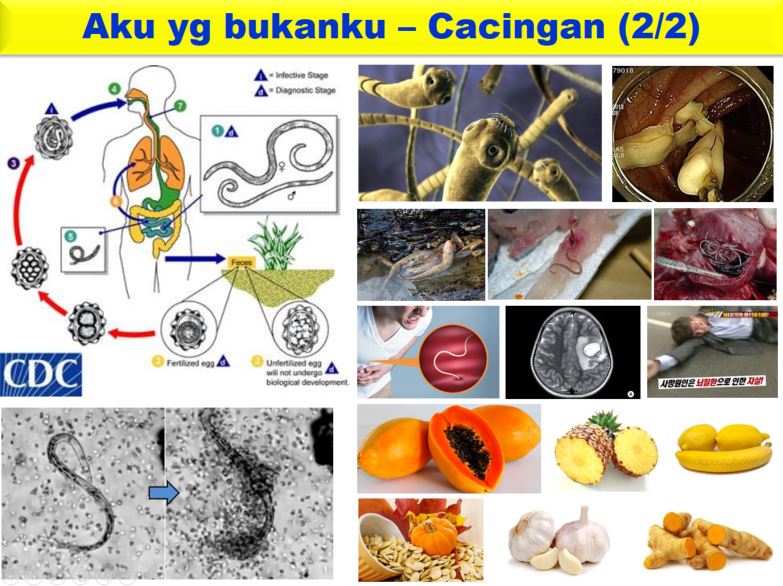 Aku yg bukanku – Cacingan (2/2)
i = Infective Stage
d = Diagnostic Stage
4
7
i
1 d
♀
♂
3
6
5
Feces
2 Fertilized egg d
2 Unfertilized egg d
will not undergo
biological development.
CDC
79018
A
사망원인은 뇌질환으로 인한 자살!
depositphotos